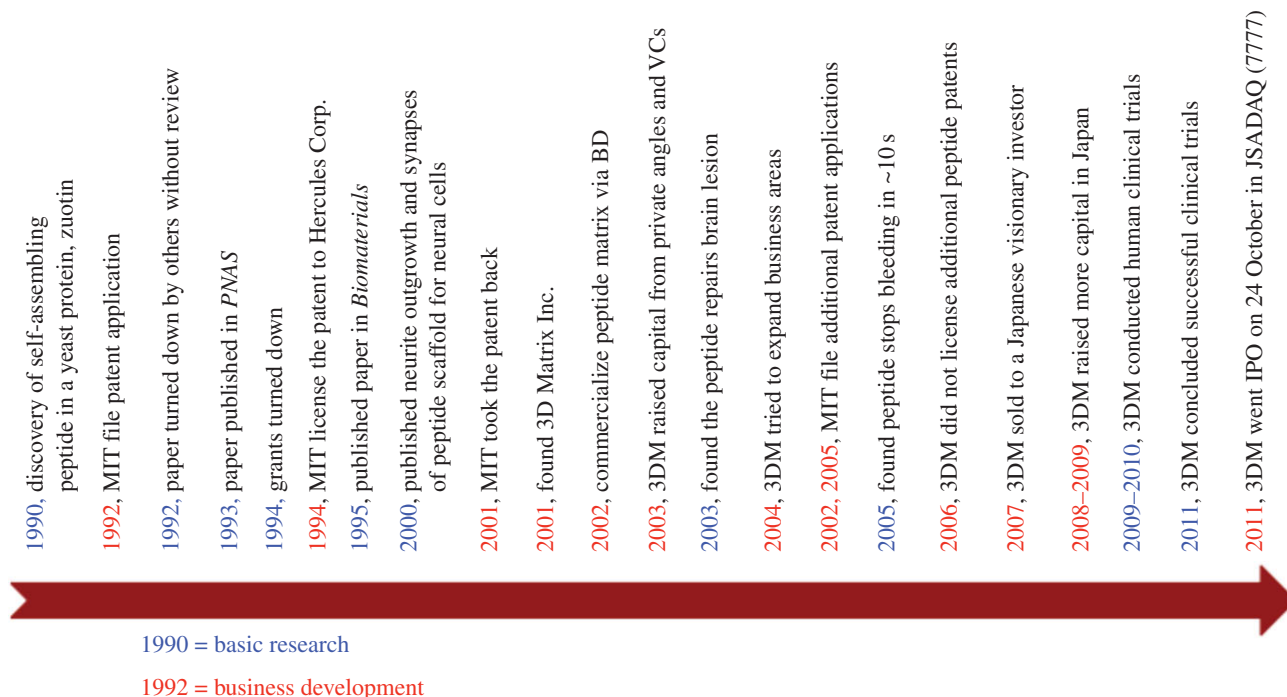 1990, discovery of self-assembling
peptide in a yeast protein, zuotin
1992, MIT file patent application
1992, paper turned down by others without review
1993, paper published in PNAS
1994, grants turned down
1994, MIT license the patent to Hercules Corp.
1995, published paper in Biomaterials
2000, published neurite outgrowth and synapses
of peptide scaffold for neural cells
2001, MIT took the patent back
2001, found 3D Matrix Inc.
2002, commercialize peptide matrix via BD
2003, 3DM raised capital from private angles and VCs
2003, found the peptide repairs brain lesion
2004, 3DM tried to expand business areas
2002, 2005, MIT file additional patent applications
2005, found peptide stops bleeding in ~10 s
2006, 3DM did not license additional peptide patents
2007, 3DM sold to a Japanese visionary investor
2008–2009, 3DM raised more capital in Japan
2009–2010, 3DM conducted human clinical trials
2011, 3DM concluded successful clinical trials
2011, 3DM went IPO on 24 October in JSADAQ (7777)
1990 = basic research
1992 = business development